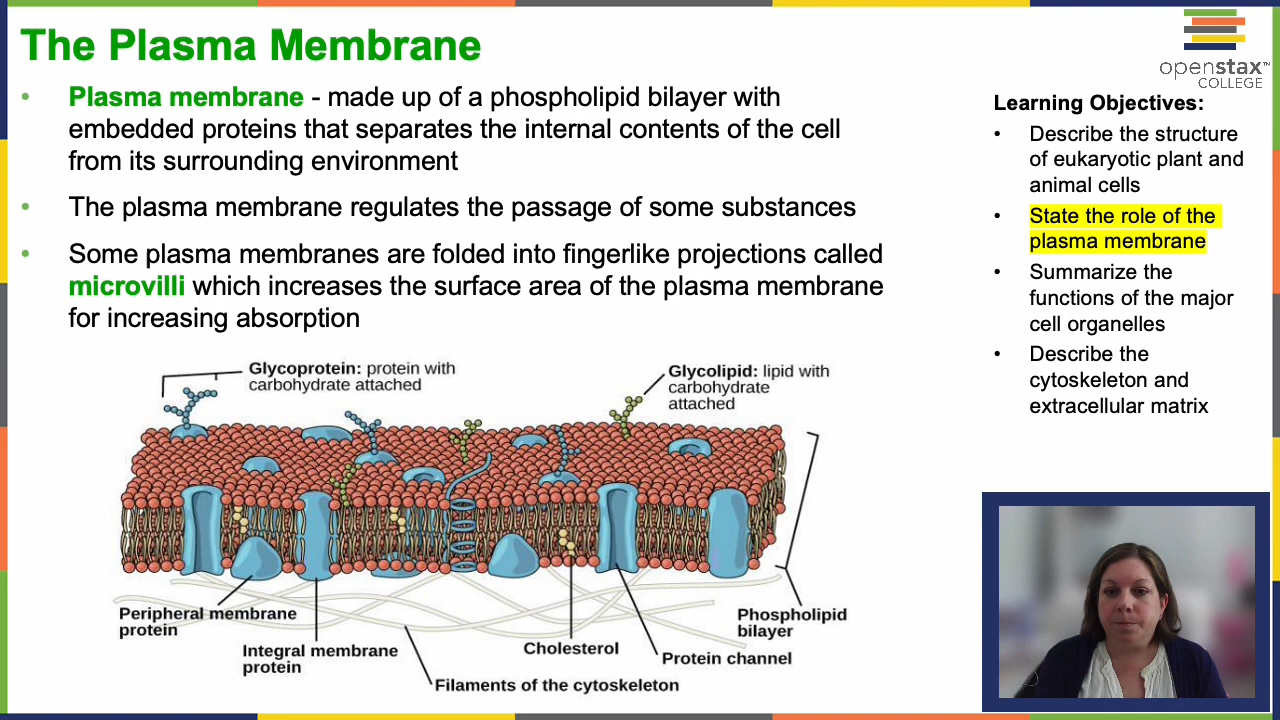 The Plasma Membrane
Plasma membrane - made up of a phospholipid bilayer with
embedded proteins that separates the internal contents of the cell
from its surrounding environment
The plasma membrane regulates the passage of some substances
Some plasma membranes are folded into fingerlike projections called
microvilli which increases the surface area of the plasma membrane
for increasing absorption
Glycoprotein: protein with
carbohydrate attached
Glycolipid: lipid with
carbohydrate
attached
Peripheral membrane
protein
Integral membrane
protein
Filaments of the cytoskeleton
Cholesterol
Protein channel
Phospholipid
bilayer
openstax™
COLLEGE
Learning Objectives:
Describe the structure
of eukaryotic plant and
animal cells
State the role of the
plasma membrane
Summarize the
functions of the major
cell organelles
Describe the
cytoskeleton and
extracellular matrix